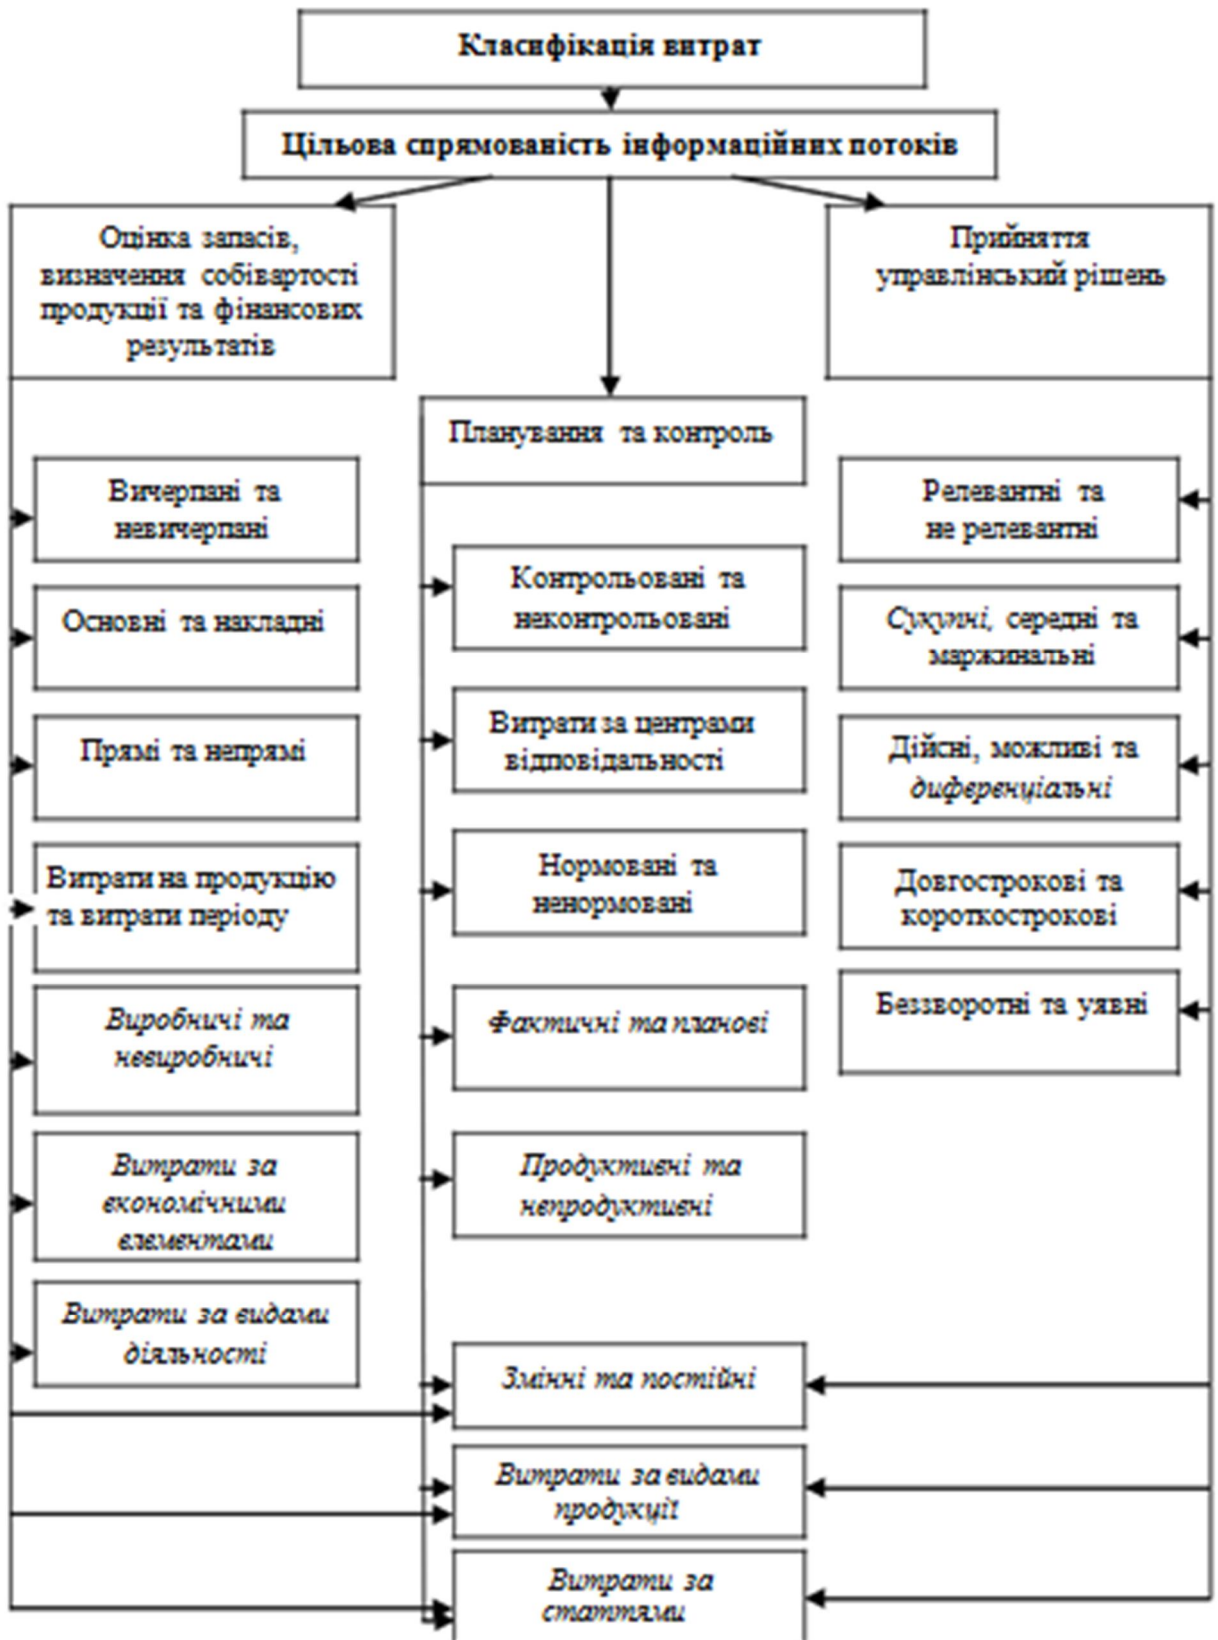 Класифікація витрат
Цільова спрямованість інформаційних потоків
Оцінка запасів,
визначення собівартості
продукції та фінансових
результатів
Прийняття
управлінський рішень
Планування та контроль
Вичерпані та
невичерпані
Основні та накладні
Прямі та непрямі
Витрати на продукцію
та витрати періоду
Виробничі та
невиробничі
Витрати за
економічними
елементами
Витрати за видами
діяльності
Контрольовані та
неконтрольовані
Витрати за центрами
відповідальності
Нормовані та
ненормовані
Фактичні та планові
Продуктивні та
непродуктивні
Змінні та постійні
Витрати за видами
продукції
Витрати за
статтями
Релевантні та
не релевантні
Сукупні, середні та
маржинальні
Дійсні, можливі та
диференціальні
Довгострокові та
короткострокові
Беззворотні та уявні